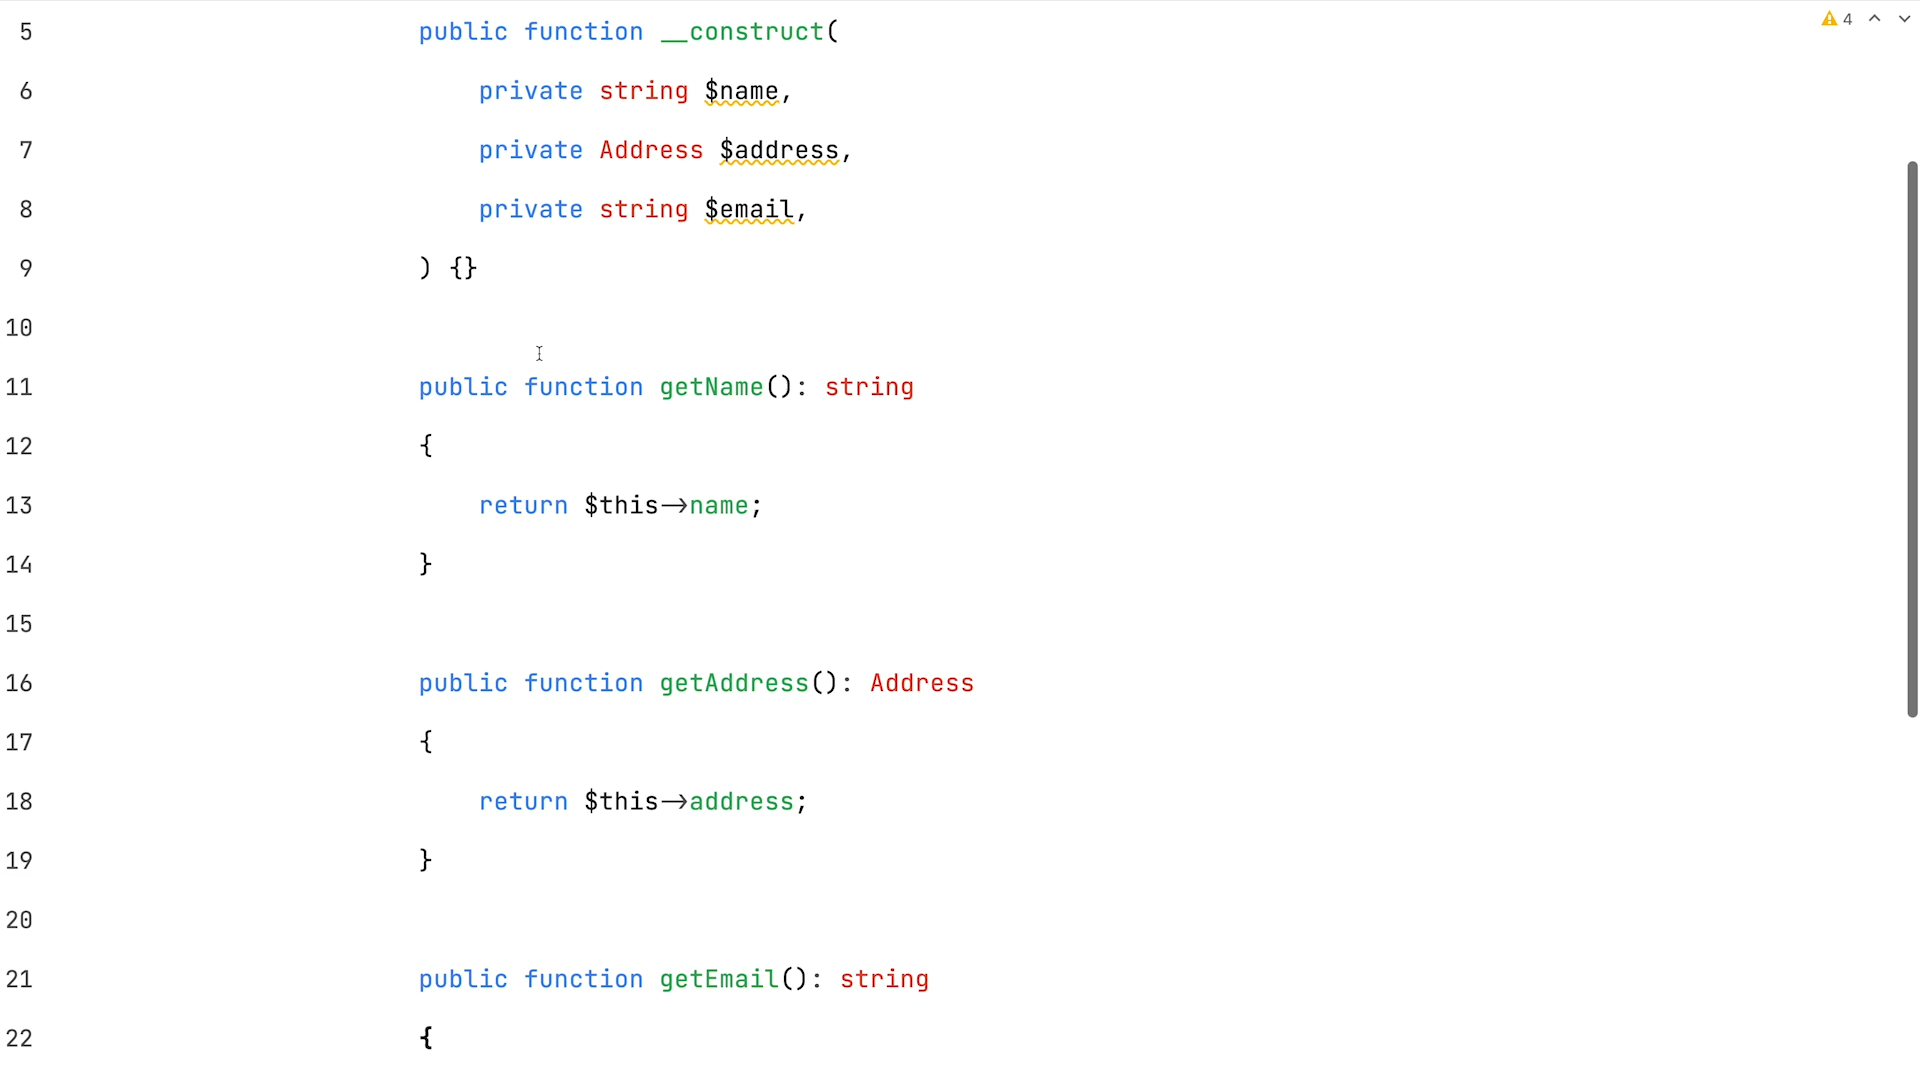 4
5 public function __construct(
6 private string $name,
7 private Address $address,
8 private string $email,
9 ) {}
10
11 public function getName(): string
12 {
13 return $this->name;
14 }
15
16 public function getAddress(): Address
17 {
18 return $this->address;
19 }
20
21 public function getEmail(): string
22 {